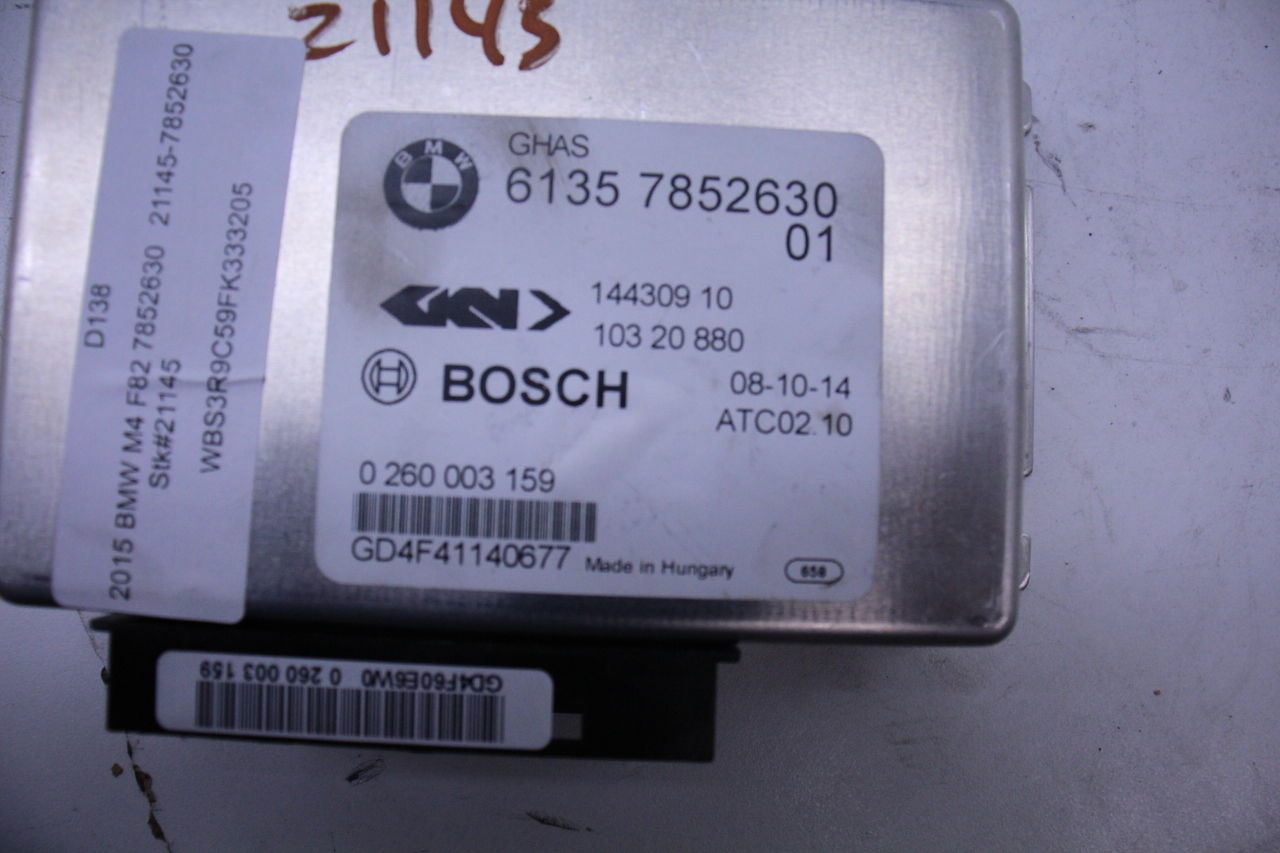 21145
D138
2015 BMW M4 F82 7852630 21145-7852630
Stk#21145
WBS3R9C59FK333205
BMW
GHAS
6135 7852630
01
GKN
144309 10
103 20 880
BOSCH
08-10-14
ATC02.10
0 260 003 159
GD4F41140677
Made in Hungary
658
GD4F60E6W0 0 260 003 159